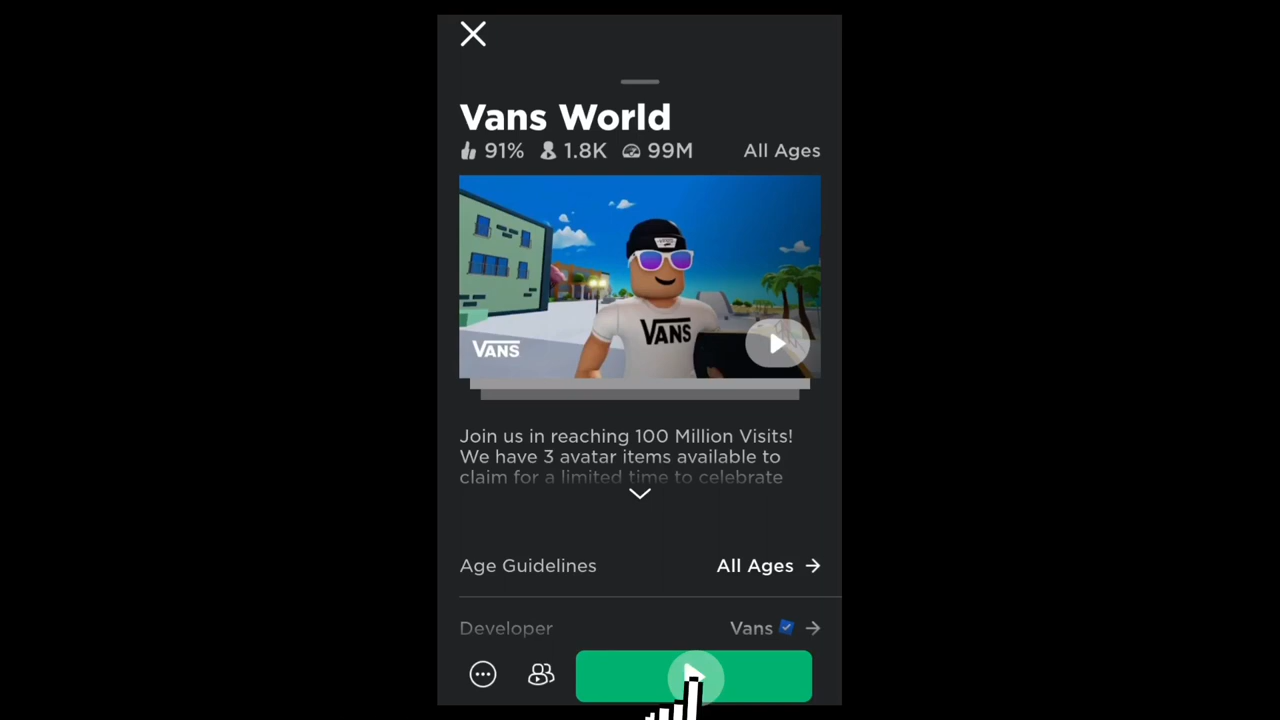 Vans World
91% 1.8K 99M All Ages
VANS
VANS
Join us in reaching 100 Million Visits!
We have 3 avatar items available to
claim for a limited time to celebrate
Age Guidelines All Ages
Developer Vans